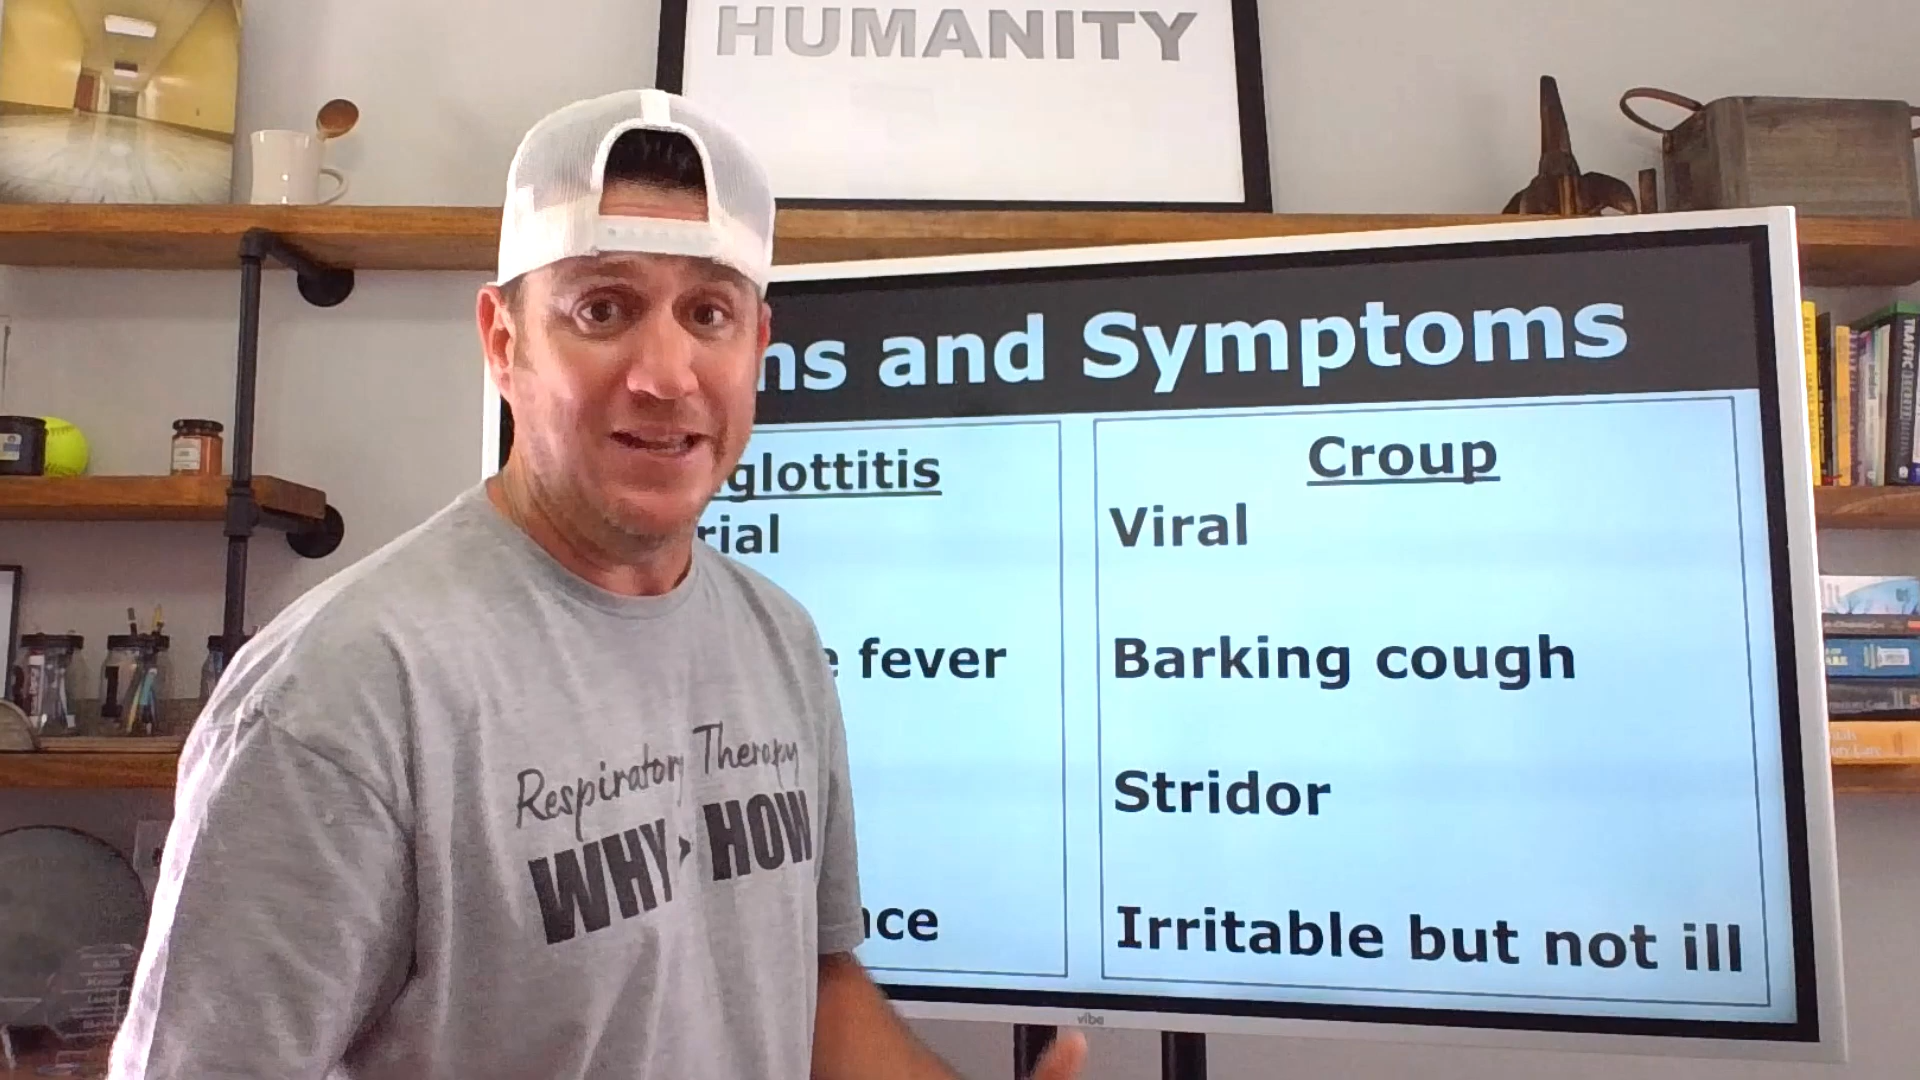 HUMANITY
ns and Symptoms
glottitis
rial
e fever
nce
Croup
Viral
Barking cough
Stridor
Irritable but not ill
Respiratory Therapy
WHY > HOW
vibe
TRAFFIC